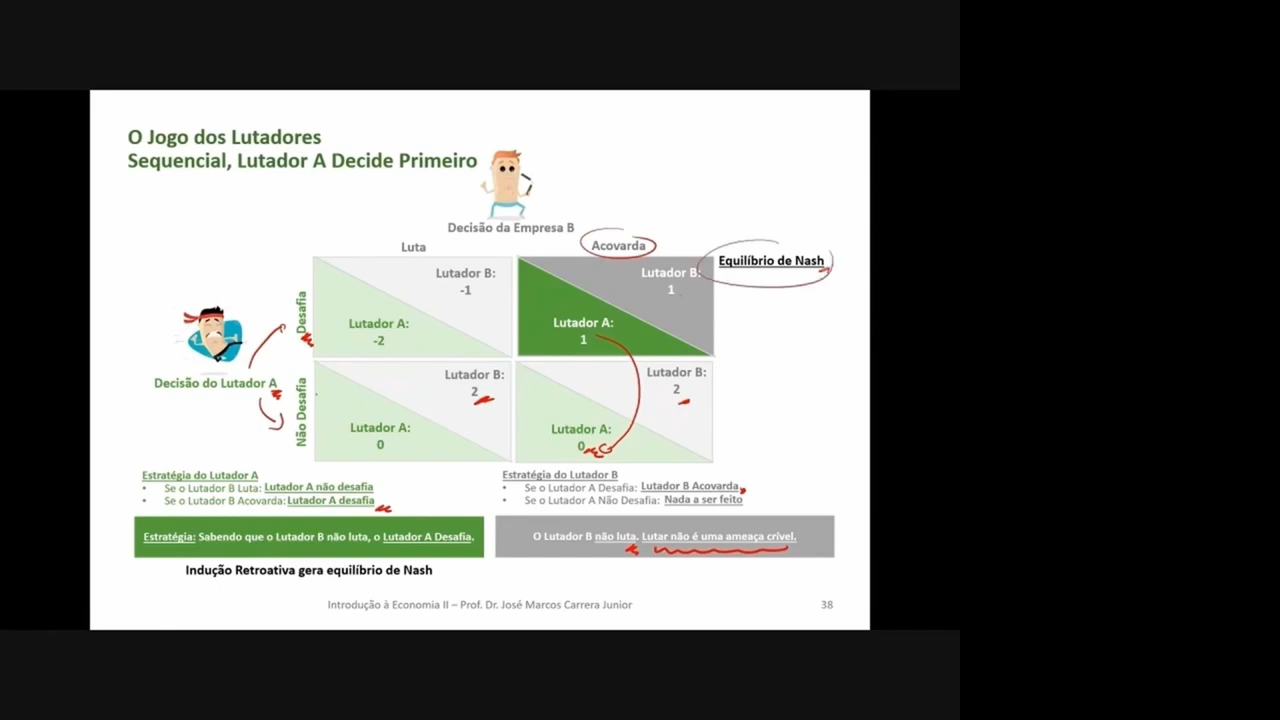 O Jogo dos Lutadores
Sequencial, Lutador A Decide Primeiro
Decisão da Empresa B
Luta
Acovarda
Equilíbrio de Nash
Desafia
Lutador B:
-1
Lutador A:
-2
Lutador B:
1
Lutador A:
1
Decisão do Lutador A
Não Desafia
Lutador B:
2
Lutador A:
0
Lutador B:
2
Lutador A:
0
Estratégia do Lutador A
• Se o Lutador B Luta: Lutador A não desafia
• Se o Lutador B Acovarda: Lutador A desafia
Estratégia do Lutador B
• Se o Lutador A Desafia: Lutador B Acovarda
• Se o Lutador A Não Desafia: Nada a ser feito
Estratégia: Sabendo que o Lutador B não luta, o Lutador A Desafia.
O Lutador B não luta. Lutar não é uma ameaça crível.
Indução Retroativa gera equilíbrio de Nash
Introdução à Economia II – Prof. Dr. José Marcos Carrera Junior
38